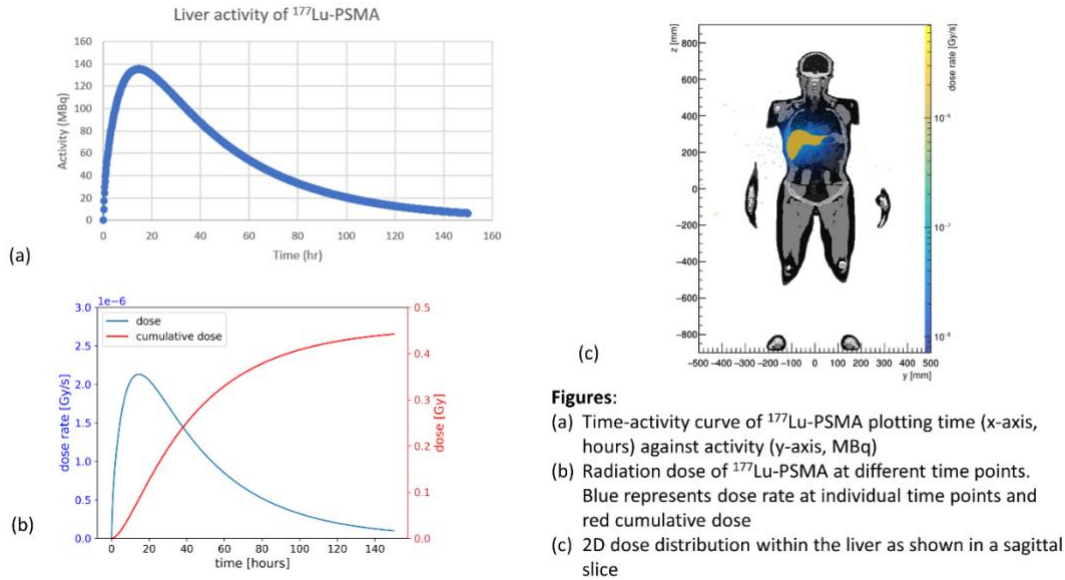 Liver activity of ¹⁷⁷Lu-PSMA
Activity (MBq)
160
140
120
100
80
60
40
20
0
0 20 40 60 80 100 120 140 160
Time (hr)
(a)
1e-6
3.0
2.5
2.0
1.5
1.0
0.5
0.0
dose rate [Gy/s]
dose
cumulative dose
0.5
0.4
0.3
0.2
0.1
0.0
dose [Gy]
0 20 40 60 80 100 120 140
time [hours]
(b)
z [mm]
800
600
400
200
0
−200
−400
−600
−800
−500 −400 −300 −200 −100 0 100 200 300 400 500
y [mm]
dose rate [Gy/s]
10⁻⁶
10⁻⁷
10⁻⁸
(c)
Figures:
(a) Time-activity curve of ¹⁷⁷Lu-PSMA plotting time (x-axis,
hours) against activity (y-axis, MBq)
(b) Radiation dose of ¹⁷⁷Lu-PSMA at different time points.
Blue represents dose rate at individual time points and
red cumulative dose
(c) 2D dose distribution within the liver as shown in a sagittal
slice